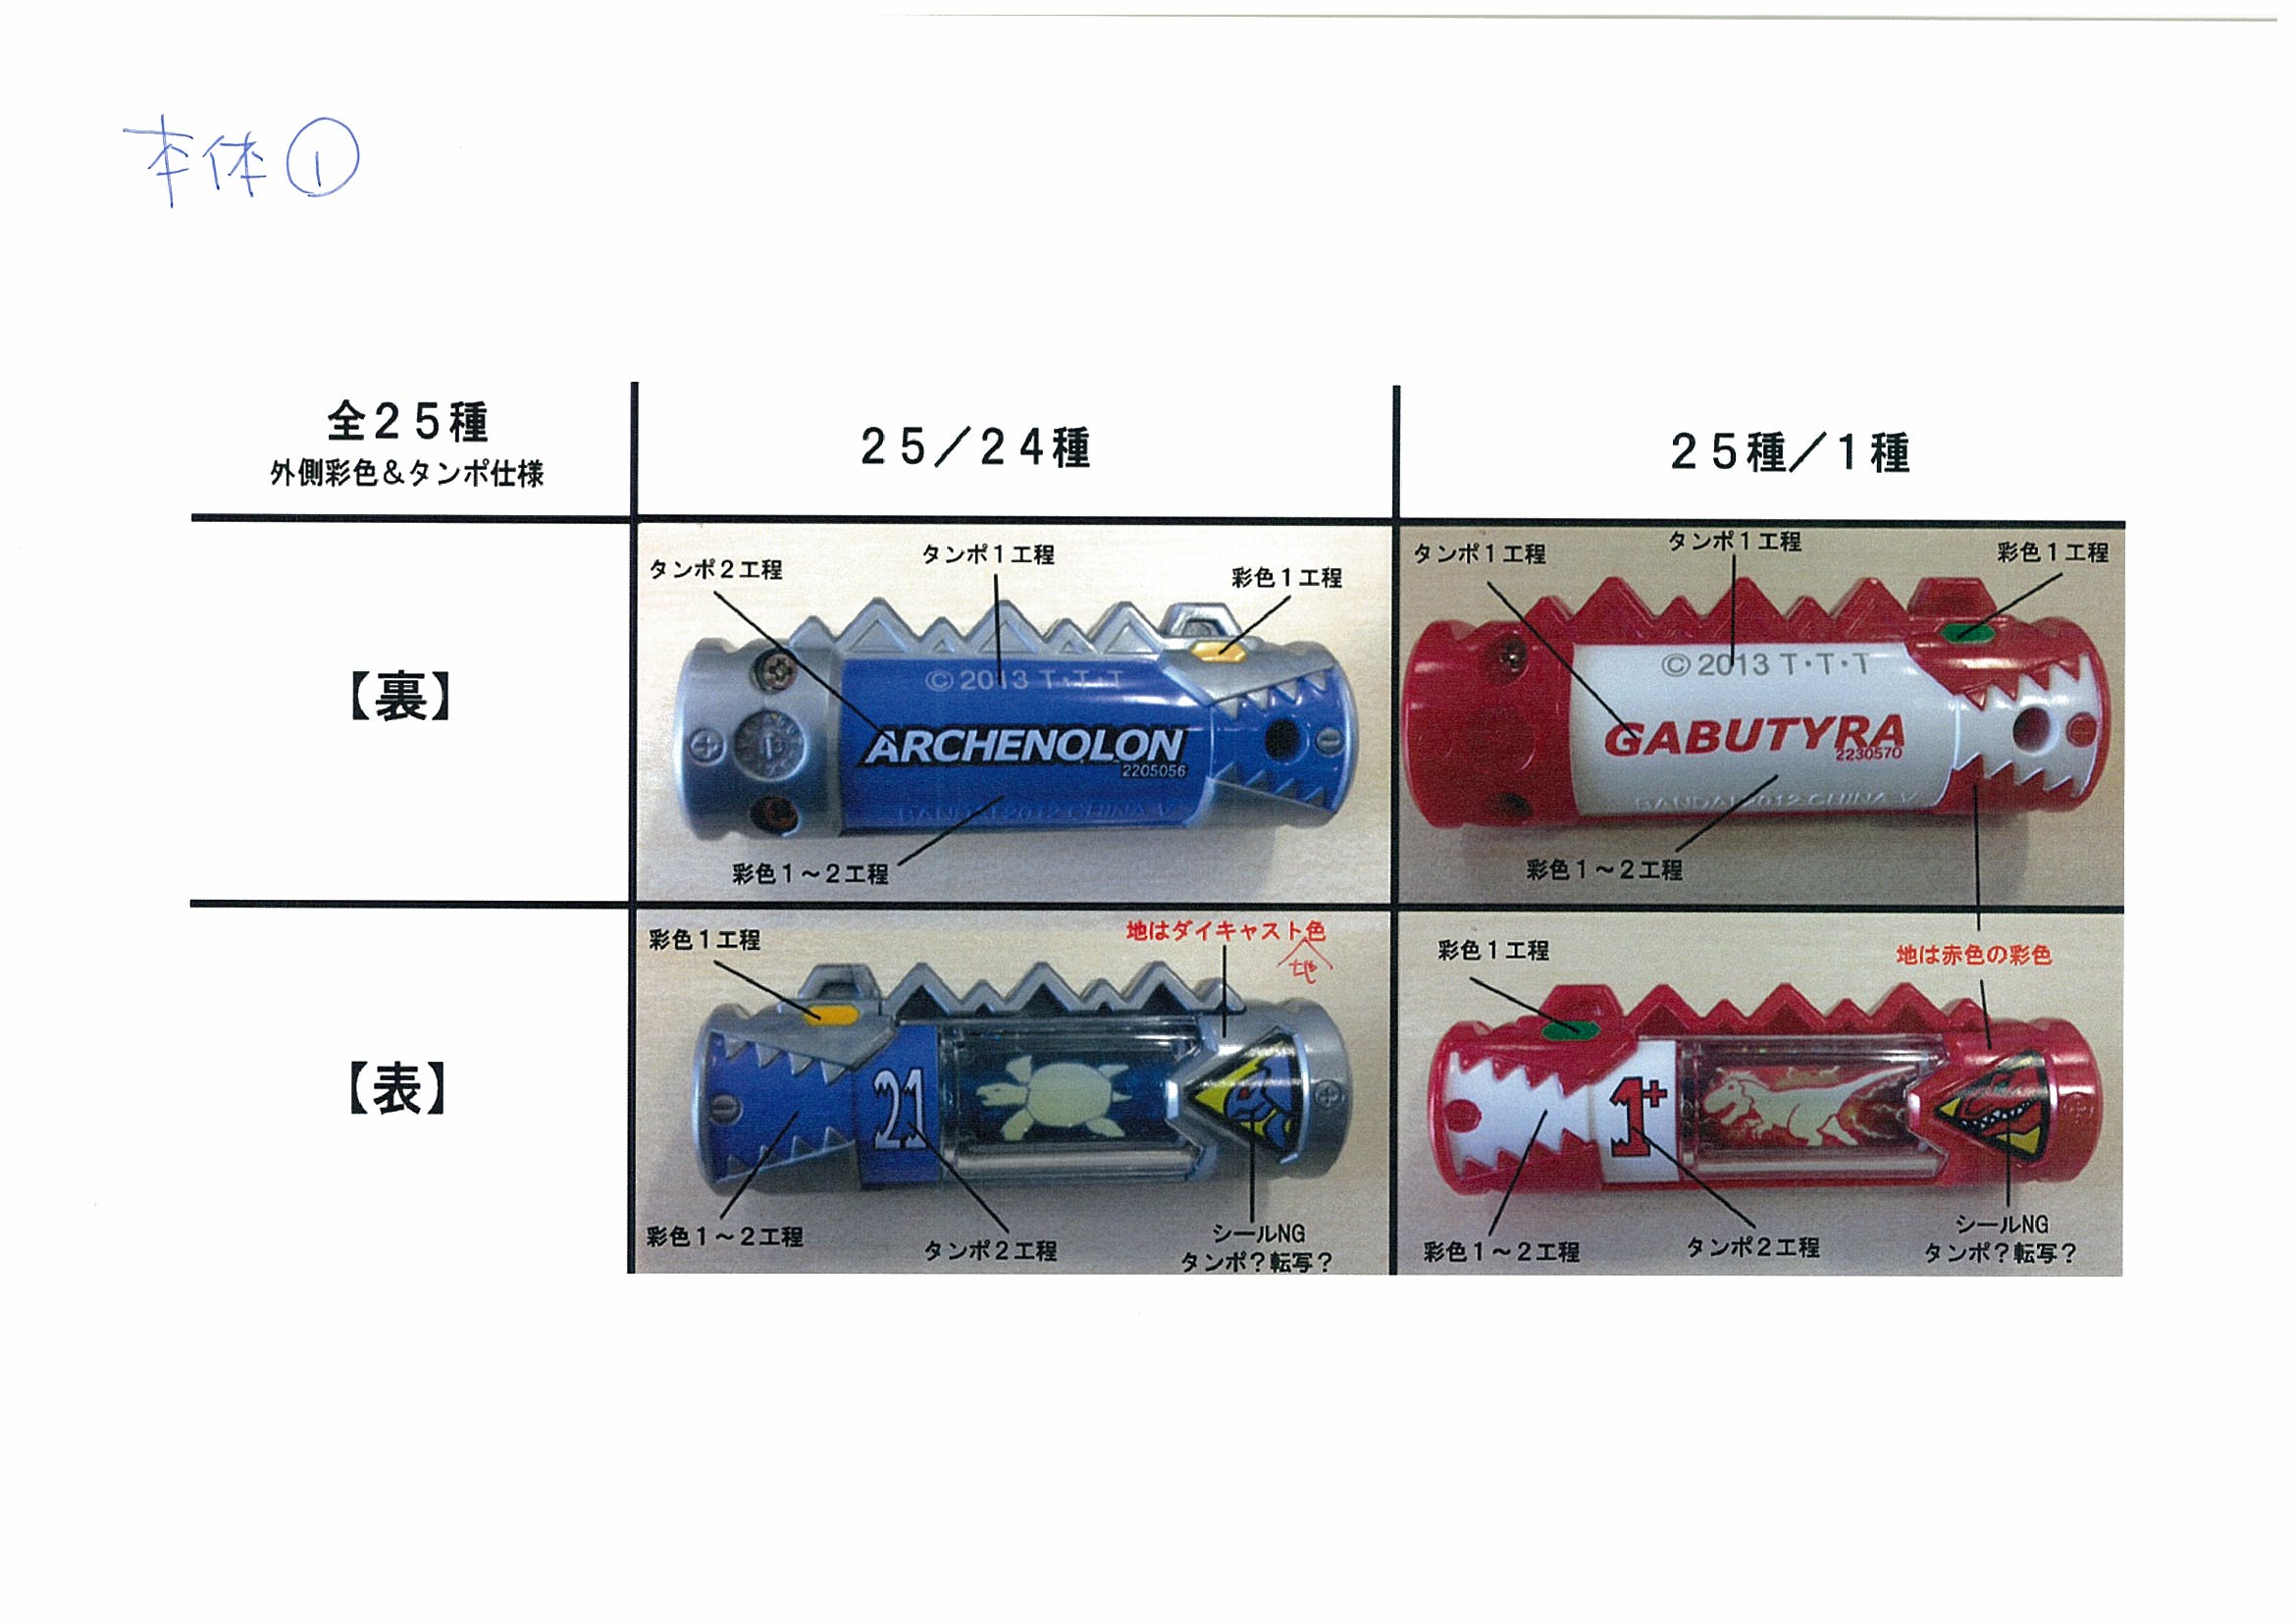 本体①
全２５種
外側彩色＆タンポ仕様
２５／２４種
２５種／１種
【裏】
タンポ２工程
タンポ１工程
彩色１工程
© 2013 T・T・T
ARCHENOLON
2205056
BANDAI 2012 CHINA
彩色１～２工程
タンポ１工程
タンポ１工程
彩色１工程
© 2013 T・T・T
GABUTYRA
2230570
BANDAI 2012 CHINA
彩色１～２工程
【表】
彩色１工程
地はダイキャスト色
地
21
彩色１～２工程
タンポ２工程
シールNG
タンポ？転写？
彩色１工程
地は赤色の彩色
1+
彩色１～２工程
タンポ２工程
シールNG
タンポ？転写？